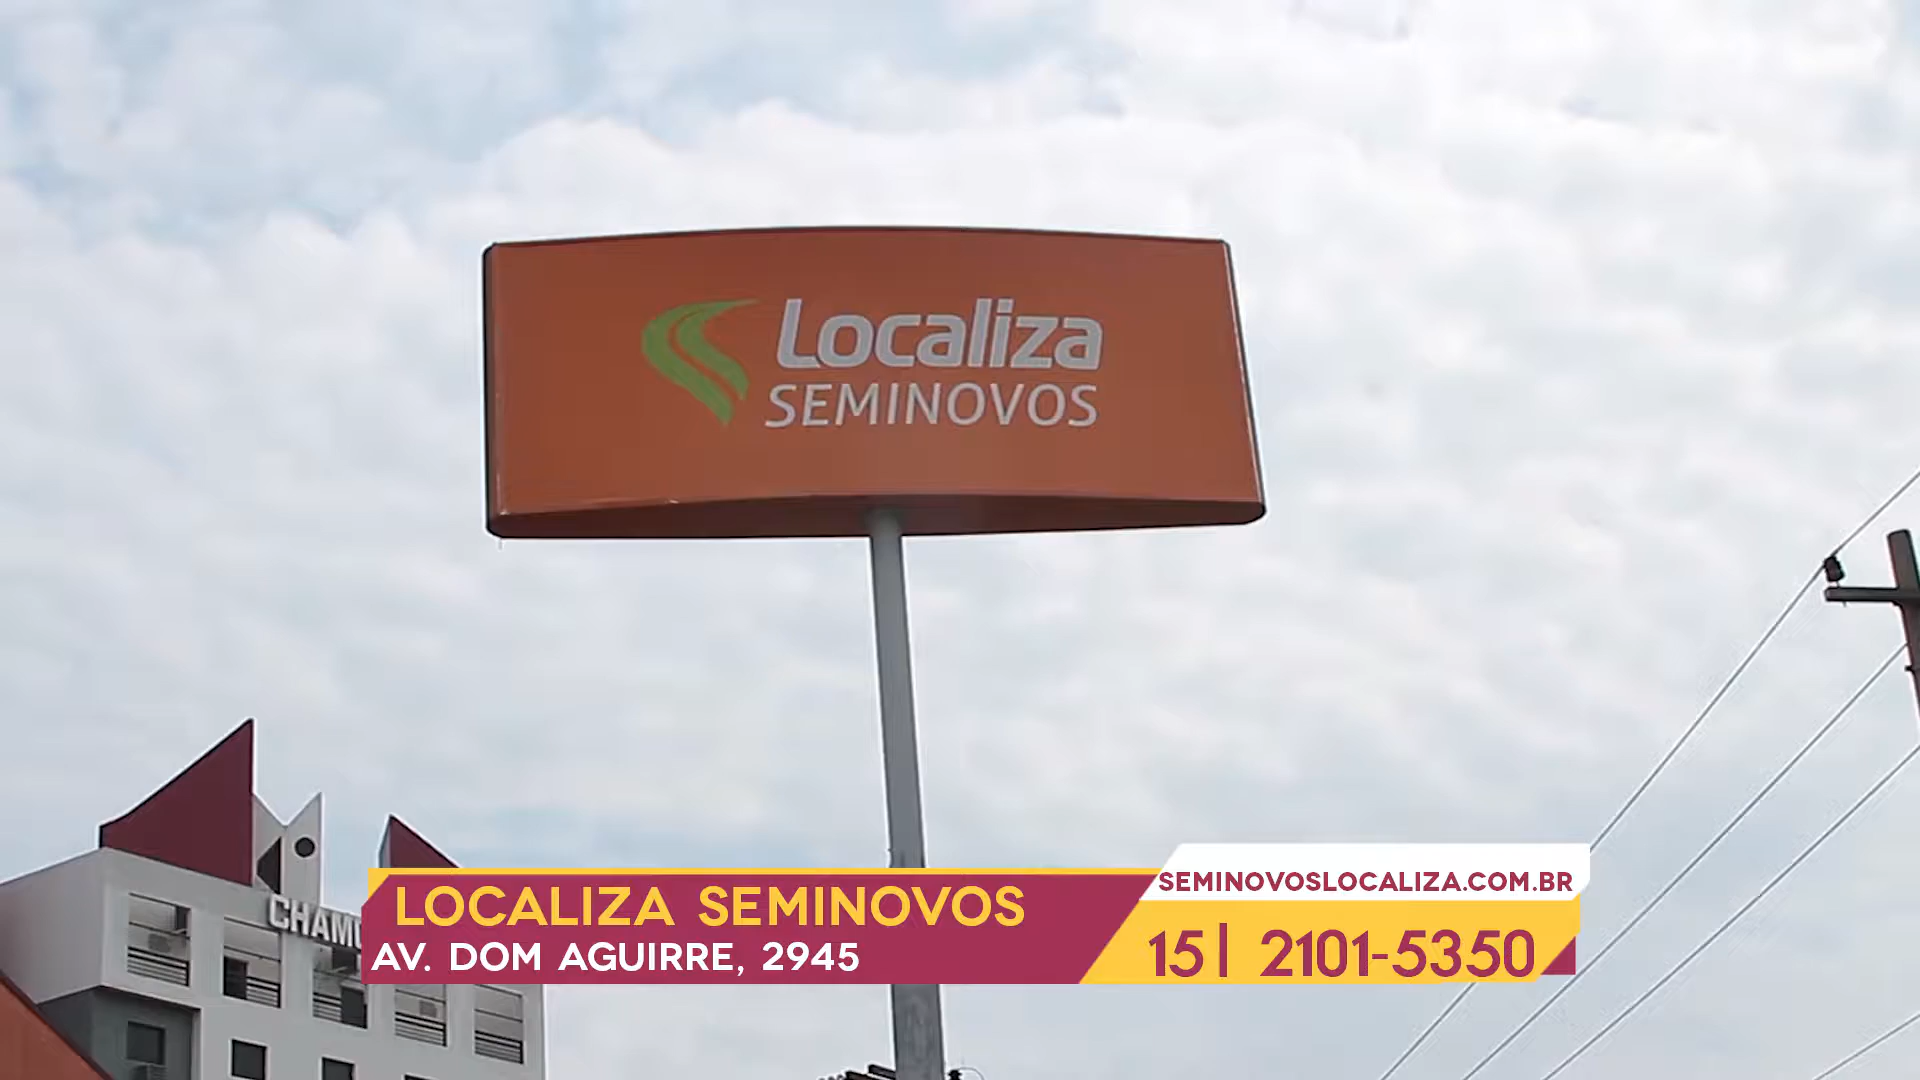 Localiza
SEMINOVOS
LOCALIZA SEMINOVOS
AV. DOM AGUIRRE, 2945
SEMINOVOSLOCALIZA.COM.BR
15| 2101-5350